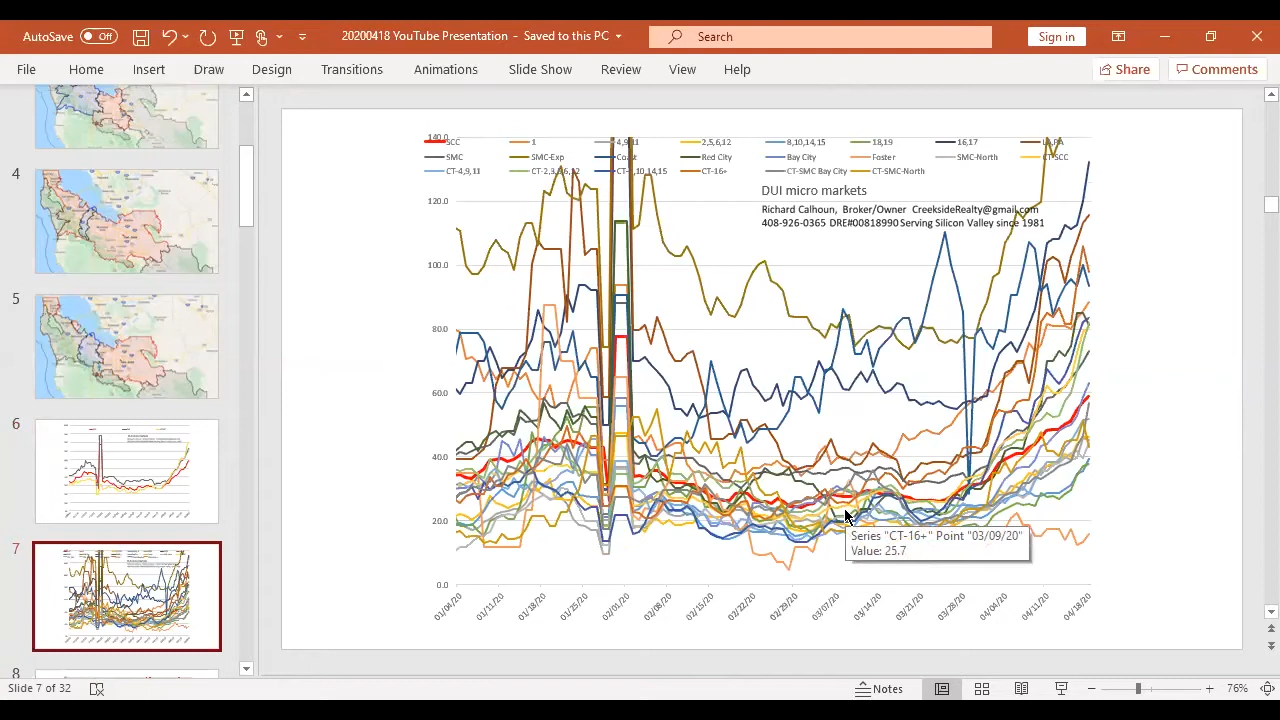 AutoSave Off 20200418 YouTube Presentation - Saved to this PC Search Sign in
File Home Insert Draw Design Transitions Animations Slide Show Review View Help Share Comments
4
5
6
7
8
140.0
120.0
100.0
80.0
60.0
40.0
20.0
0.0
SCC 1 4,9,11 2,5,6,12 8,10,14,15 18,19 16,17
SMC SMC-Exp Coast Red City Bay City Foster SMC-North CT-SCC
CT-4,9,11 CT-16+ CT-SMC Bay City CT-SMC-North
DUI micro markets
Richard Calhoun, Broker/Owner CreeksideRealty@gmail.com
408-926-0365 DRE#00818990 Serving Silicon Valley since 1981
Series "CT-16+" Point "03/09/20"
Value: 25.7
01/04/20 01/11/20 01/18/20 01/25/20 02/01/20 02/08/20 02/15/20 02/22/20 02/29/20 03/07/20 03/14/20 03/21/20 03/28/20 04/04/20 04/11/20 04/18/20
Slide 7 of 32 Notes 76%